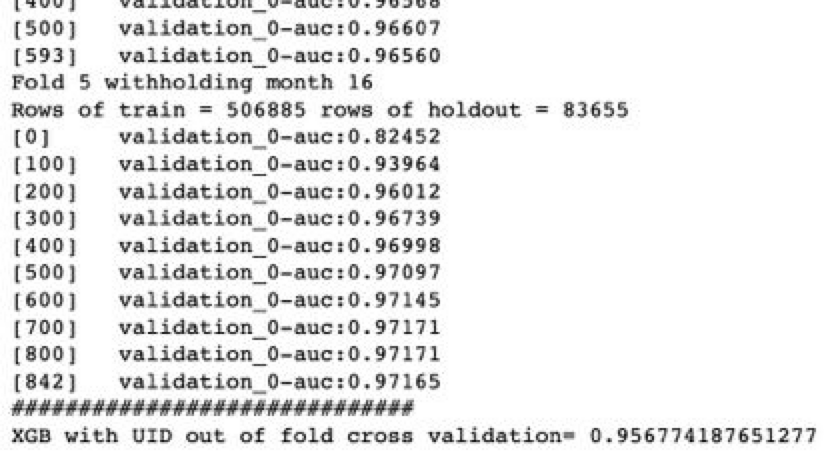 [400] validation_0-auc:0.96568
[500] validation_0-auc:0.96607
[593] validation_0-auc:0.96560
Fold 5 withholding month 16
Rows of train = 506885 rows of holdout = 83655
[0] validation_0-auc:0.82452
[100] validation_0-auc:0.93964
[200] validation_0-auc:0.96012
[300] validation_0-auc:0.96739
[400] validation_0-auc:0.96998
[500] validation_0-auc:0.97097
[600] validation_0-auc:0.97145
[700] validation_0-auc:0.97171
[800] validation_0-auc:0.97171
[842] validation_0-auc:0.97165
##############################
XGB with UID out of fold cross validation= 0.956774187651277